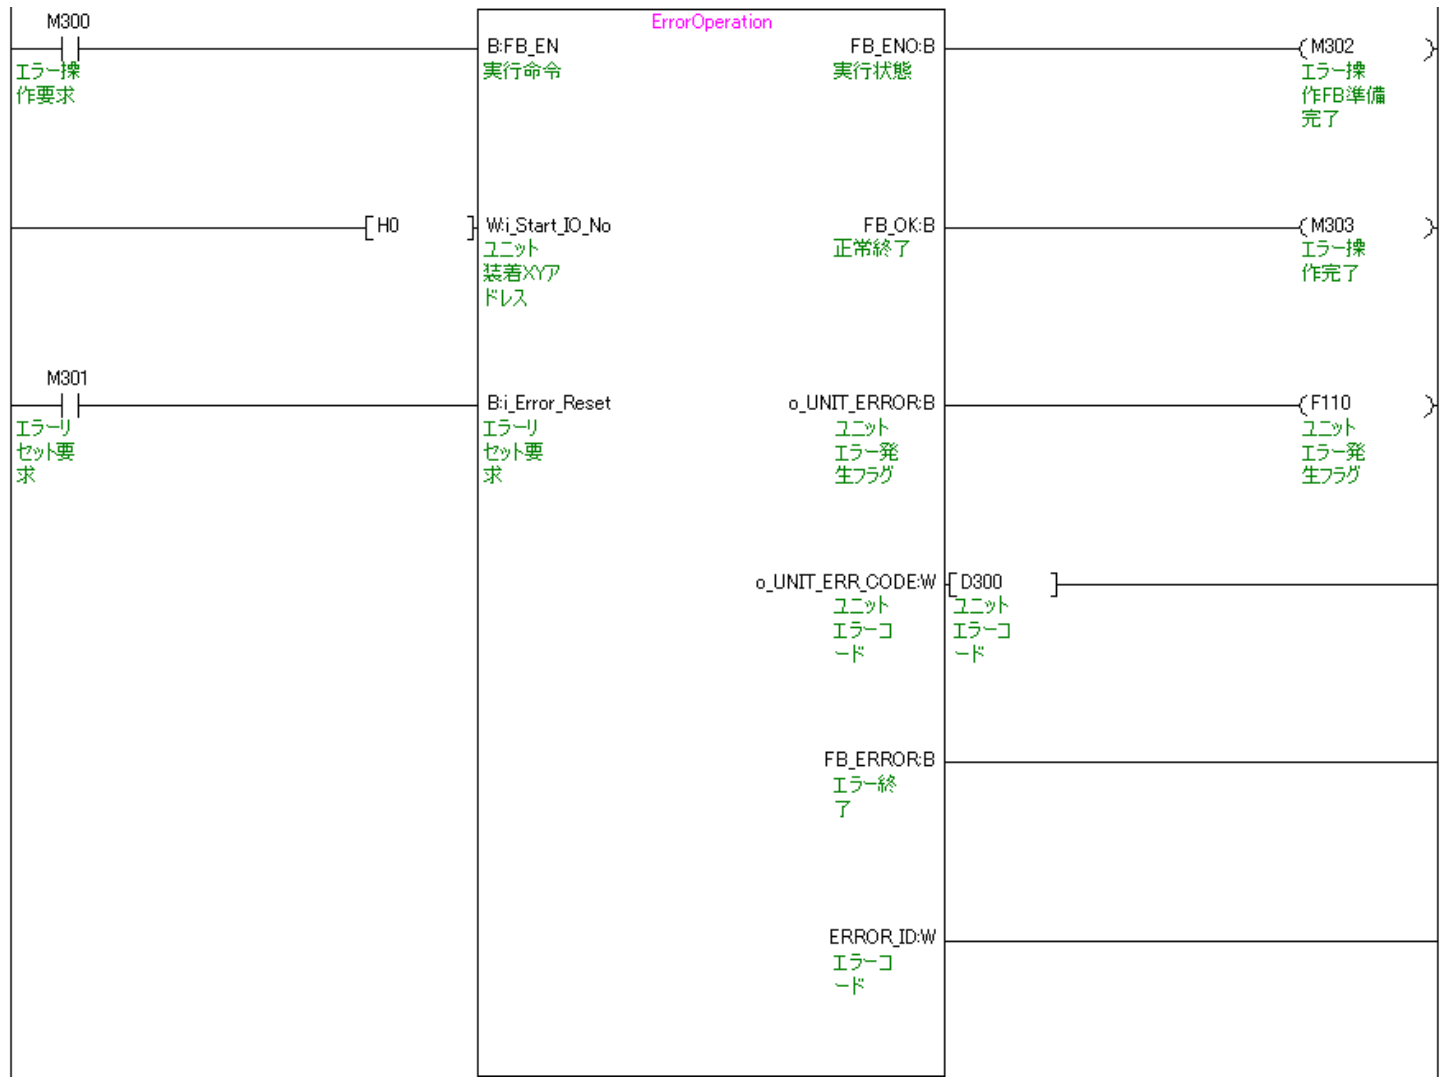 M300
ErrorOperation
B:FB_EN
FB_ENO:B
M302
エラー操
作要求
実行命令
実行状態
エラー操
作FB準備
完了
H0
W:i_Start_IO_No
FB_OK:B
M303
ユニット
装着XYア
ドレス
正常終了
エラー操
作完了
M301
B:i_Error_Reset
o_UNIT_ERROR:B
F110
エラーリ
セット要
求
エラーリ
セット要
求
ユニット
エラー発
生フラグ
ユニット
エラー発
生フラグ
o_UNIT_ERR_CODE:W
D300
ユニット
エラーコ
ード
ユニット
エラーコ
ード
FB_ERROR:B
エラー終
了
ERROR_ID:W
エラーコ
ード